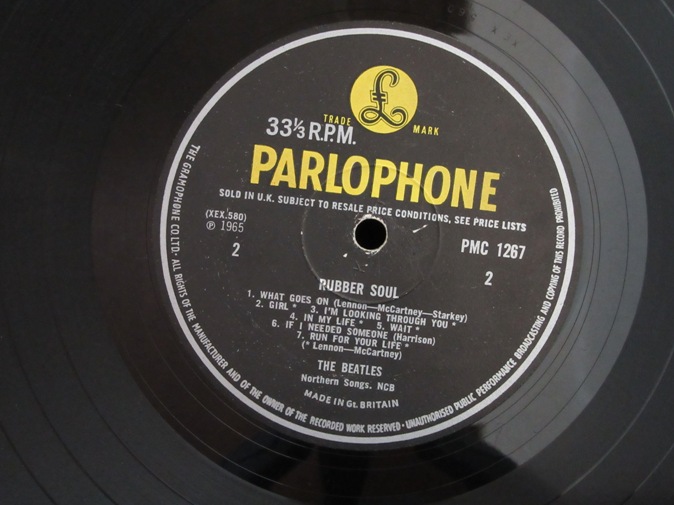 £
TRADE MARK
33⅓ R.P.M.
PARLOPHONE
SOLD IN U.K. SUBJECT TO RESALE PRICE CONDITIONS, SEE PRICE LISTS
(XEX.580)
℗ 1965
2
PMC 1267
2
RUBBER SOUL
1. WHAT GOES ON (Lennon—McCartney—Starkey)
2. GIRL * 3. I'M LOOKING THROUGH YOU *
4. IN MY LIFE * 5. WAIT *
6. IF I NEEDED SOMEONE (Harrison)
7. RUN FOR YOUR LIFE *
(* Lennon—McCartney)
THE BEATLES
Northern Songs. NCB
MADE IN Gt. BRITAIN
THE GRAMOPHONE CO. LTD · ALL RIGHTS OF THE MANUFACTURER AND OF THE OWNER OF THE RECORDED WORK RESERVED · UNAUTHORISED PUBLIC PERFORMANCE BROADCASTING AND COPYING OF THIS RECORD PROHIBITED